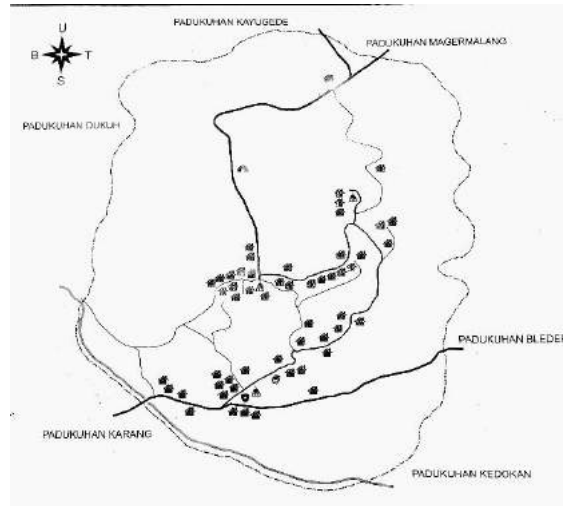 PADUKUHAN KAYUGEDE
U
PADUKUHAN MAGERMALANG
B T
S
PADUKUHAN DUKUH
PADUKUHAN BLEDER
PADUKUHAN KARANG
PADUKUHAN KEDOKAN